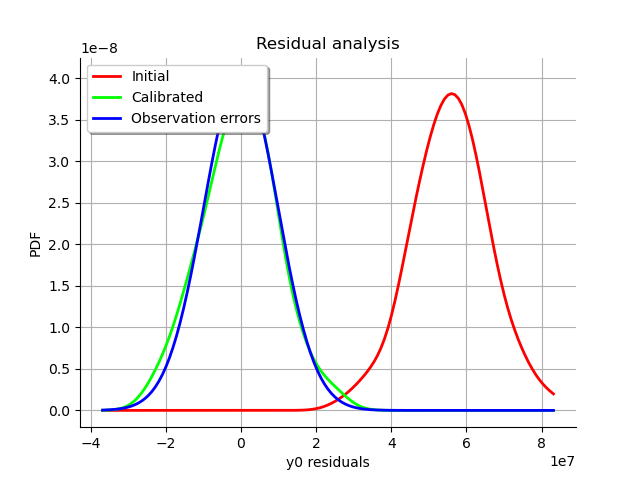 Residual analysis
1e−8
Initial
Calibrated
Observation errors
4.0
3.5
3.0
2.5
2.0
1.5
1.0
0.5
0.0
PDF
−4
−2
0
2
4
6
8
1e7
y0 residuals